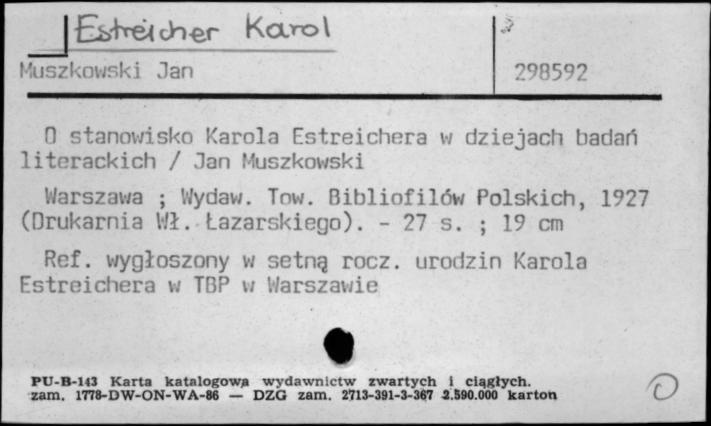 Estreicher Karol
Muszkowski Jan
298592
O stanowisko Karola Estreichera w dziejach badań
literackich / Jan Muszkowski
Warszawa ; Wydaw. Tow. Bibliofilów Polskich, 1927
(Drukarnia Wł. Łazarskiego). - 27 s. ; 19 cm
Ref. wygłoszony w setną rocz. urodzin Karola
Estreichera w TBP w Warszawie
PU-B-143 Karta katalogowa wydawnictw zwartych i ciągłych.
zam. 1778-DW-ON-WA-86 — DZG zam. 2713-391-3-367 2.590.000 karton